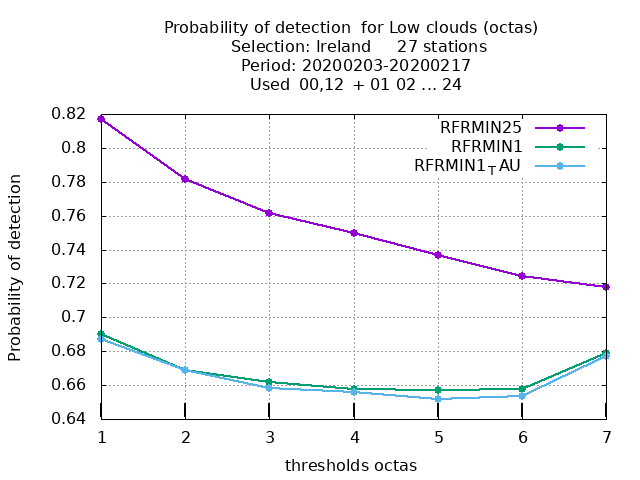 Probability of detection for Low clouds (octas)
Selection: Ireland 27 stations
Period: 20200203-20200217
Used 00,12 + 01 02 ... 24
RFRMIN25
RFRMIN1
RFRMIN1TAU
Probability of detection
0.82
0.8
0.78
0.76
0.74
0.72
0.7
0.68
0.66
0.64
1 2 3 4 5 6 7
thresholds octas